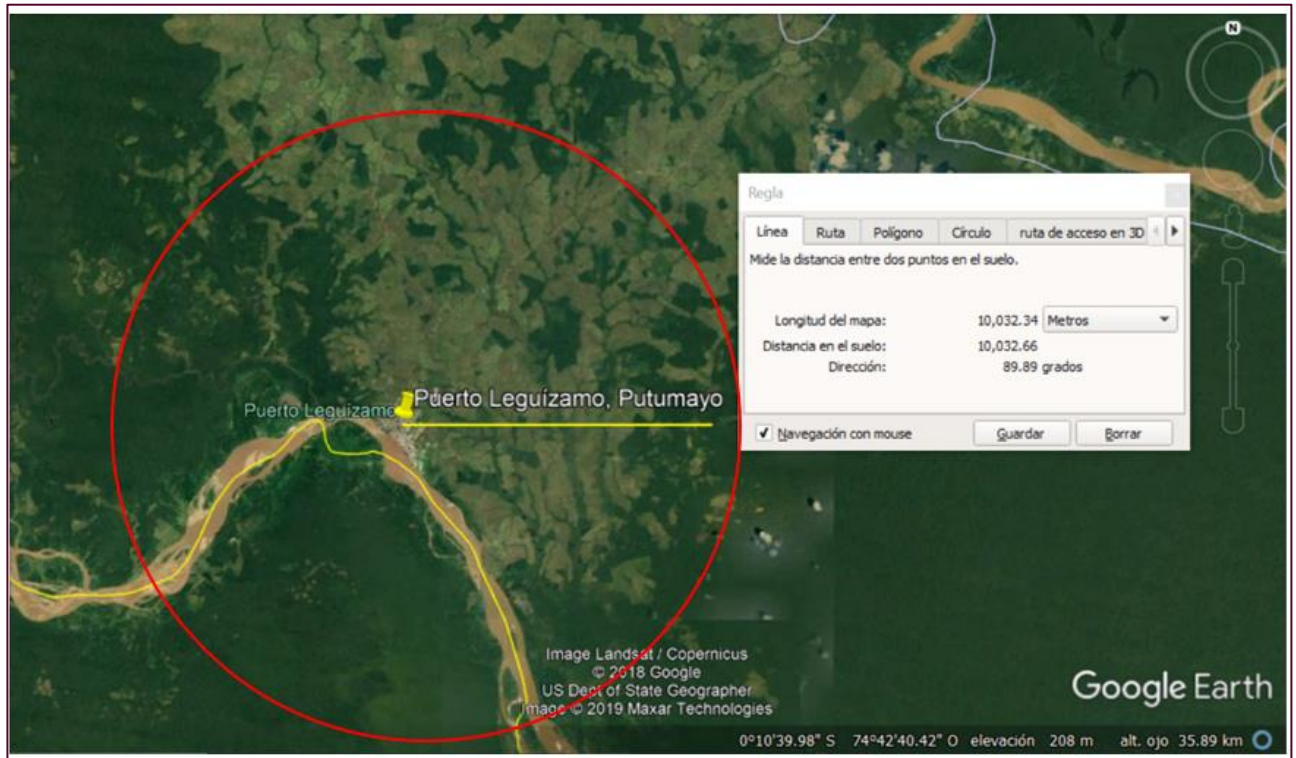 N
Regla
Línea Ruta Polígono Círculo ruta de acceso en 3D
Mide la distancia entre dos puntos en el suelo.
Longitud del mapa: 10,032.34 Metros
Distancia en el suelo: 10,032.66
Dirección: 89.89 grados
Navegación con mouse Guardar Borrar
Puerto Leguízamo, Putumayo
Puerto Leguizamo
Image Landsat / Copernicus
© 2018 Google
US Dept of State Geographer
Image © 2019 Maxar Technologies
Google Earth
0°10'39.98" S 74°42'40.42" O elevación 208 m alt. ojo 35.89 km